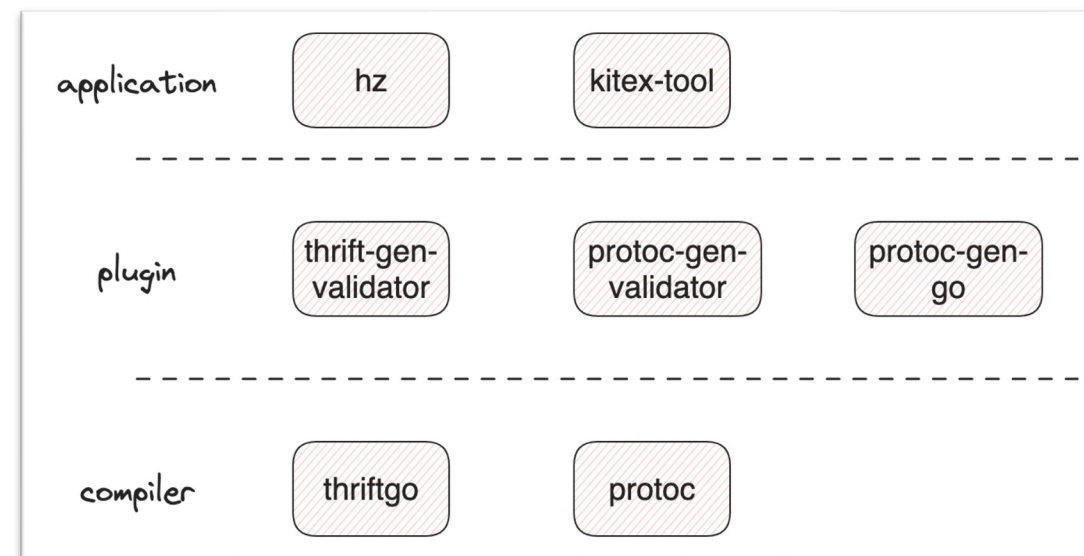 application
hz
kitex-tool
plugin
thrift-gen-
validator
protoc-gen-
validator
protoc-gen-
go
compiler
thriftgo
protoc